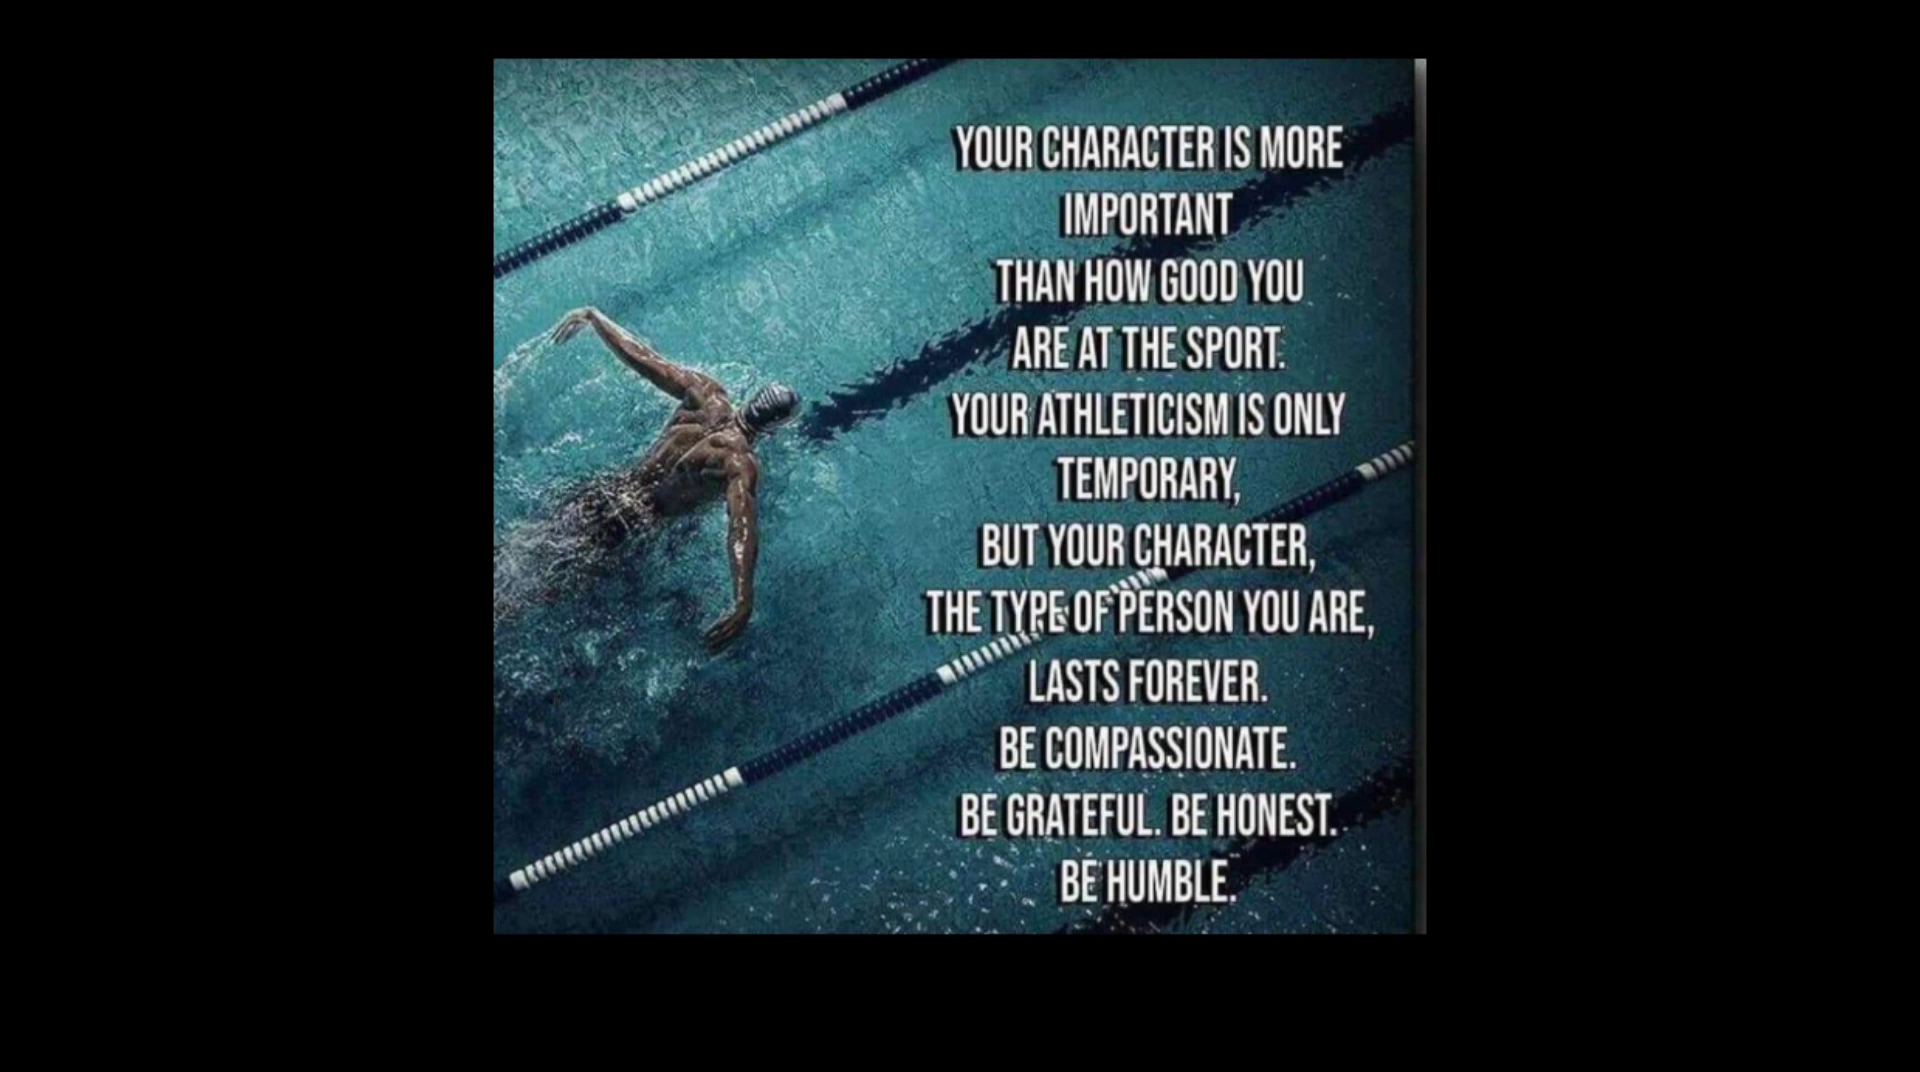 YOUR CHARACTER IS MORE
IMPORTANT
THAN HOW GOOD YOU
ARE AT THE SPORT.
YOUR ATHLETICISM IS ONLY
TEMPORARY,
BUT YOUR CHARACTER,
THE TYPE OF PERSON YOU ARE,
LASTS FOREVER.
BE COMPASSIONATE.
BE GRATEFUL. BE HONEST.
BE HUMBLE.